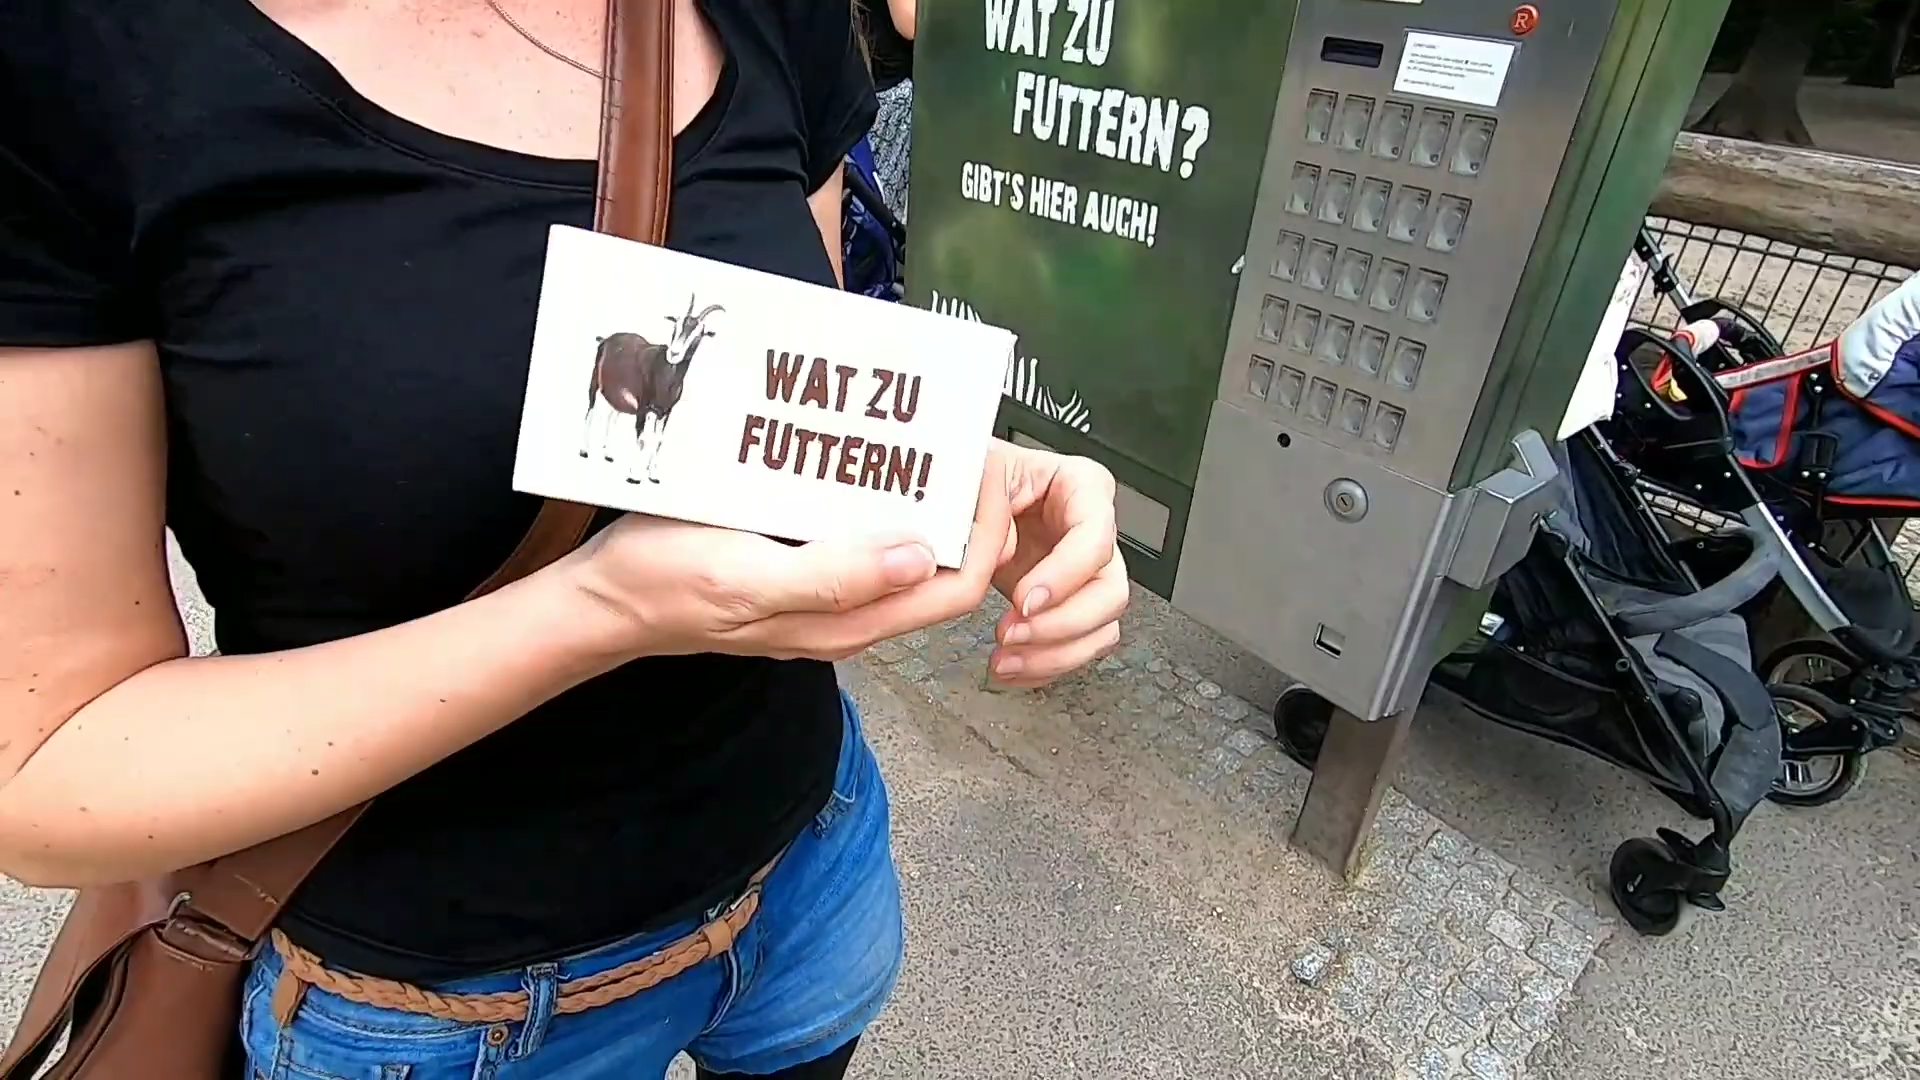 WAT ZU
FUTTERN?
GIBT'S HIER AUCH!
R
WAT ZU
FUTTERN!